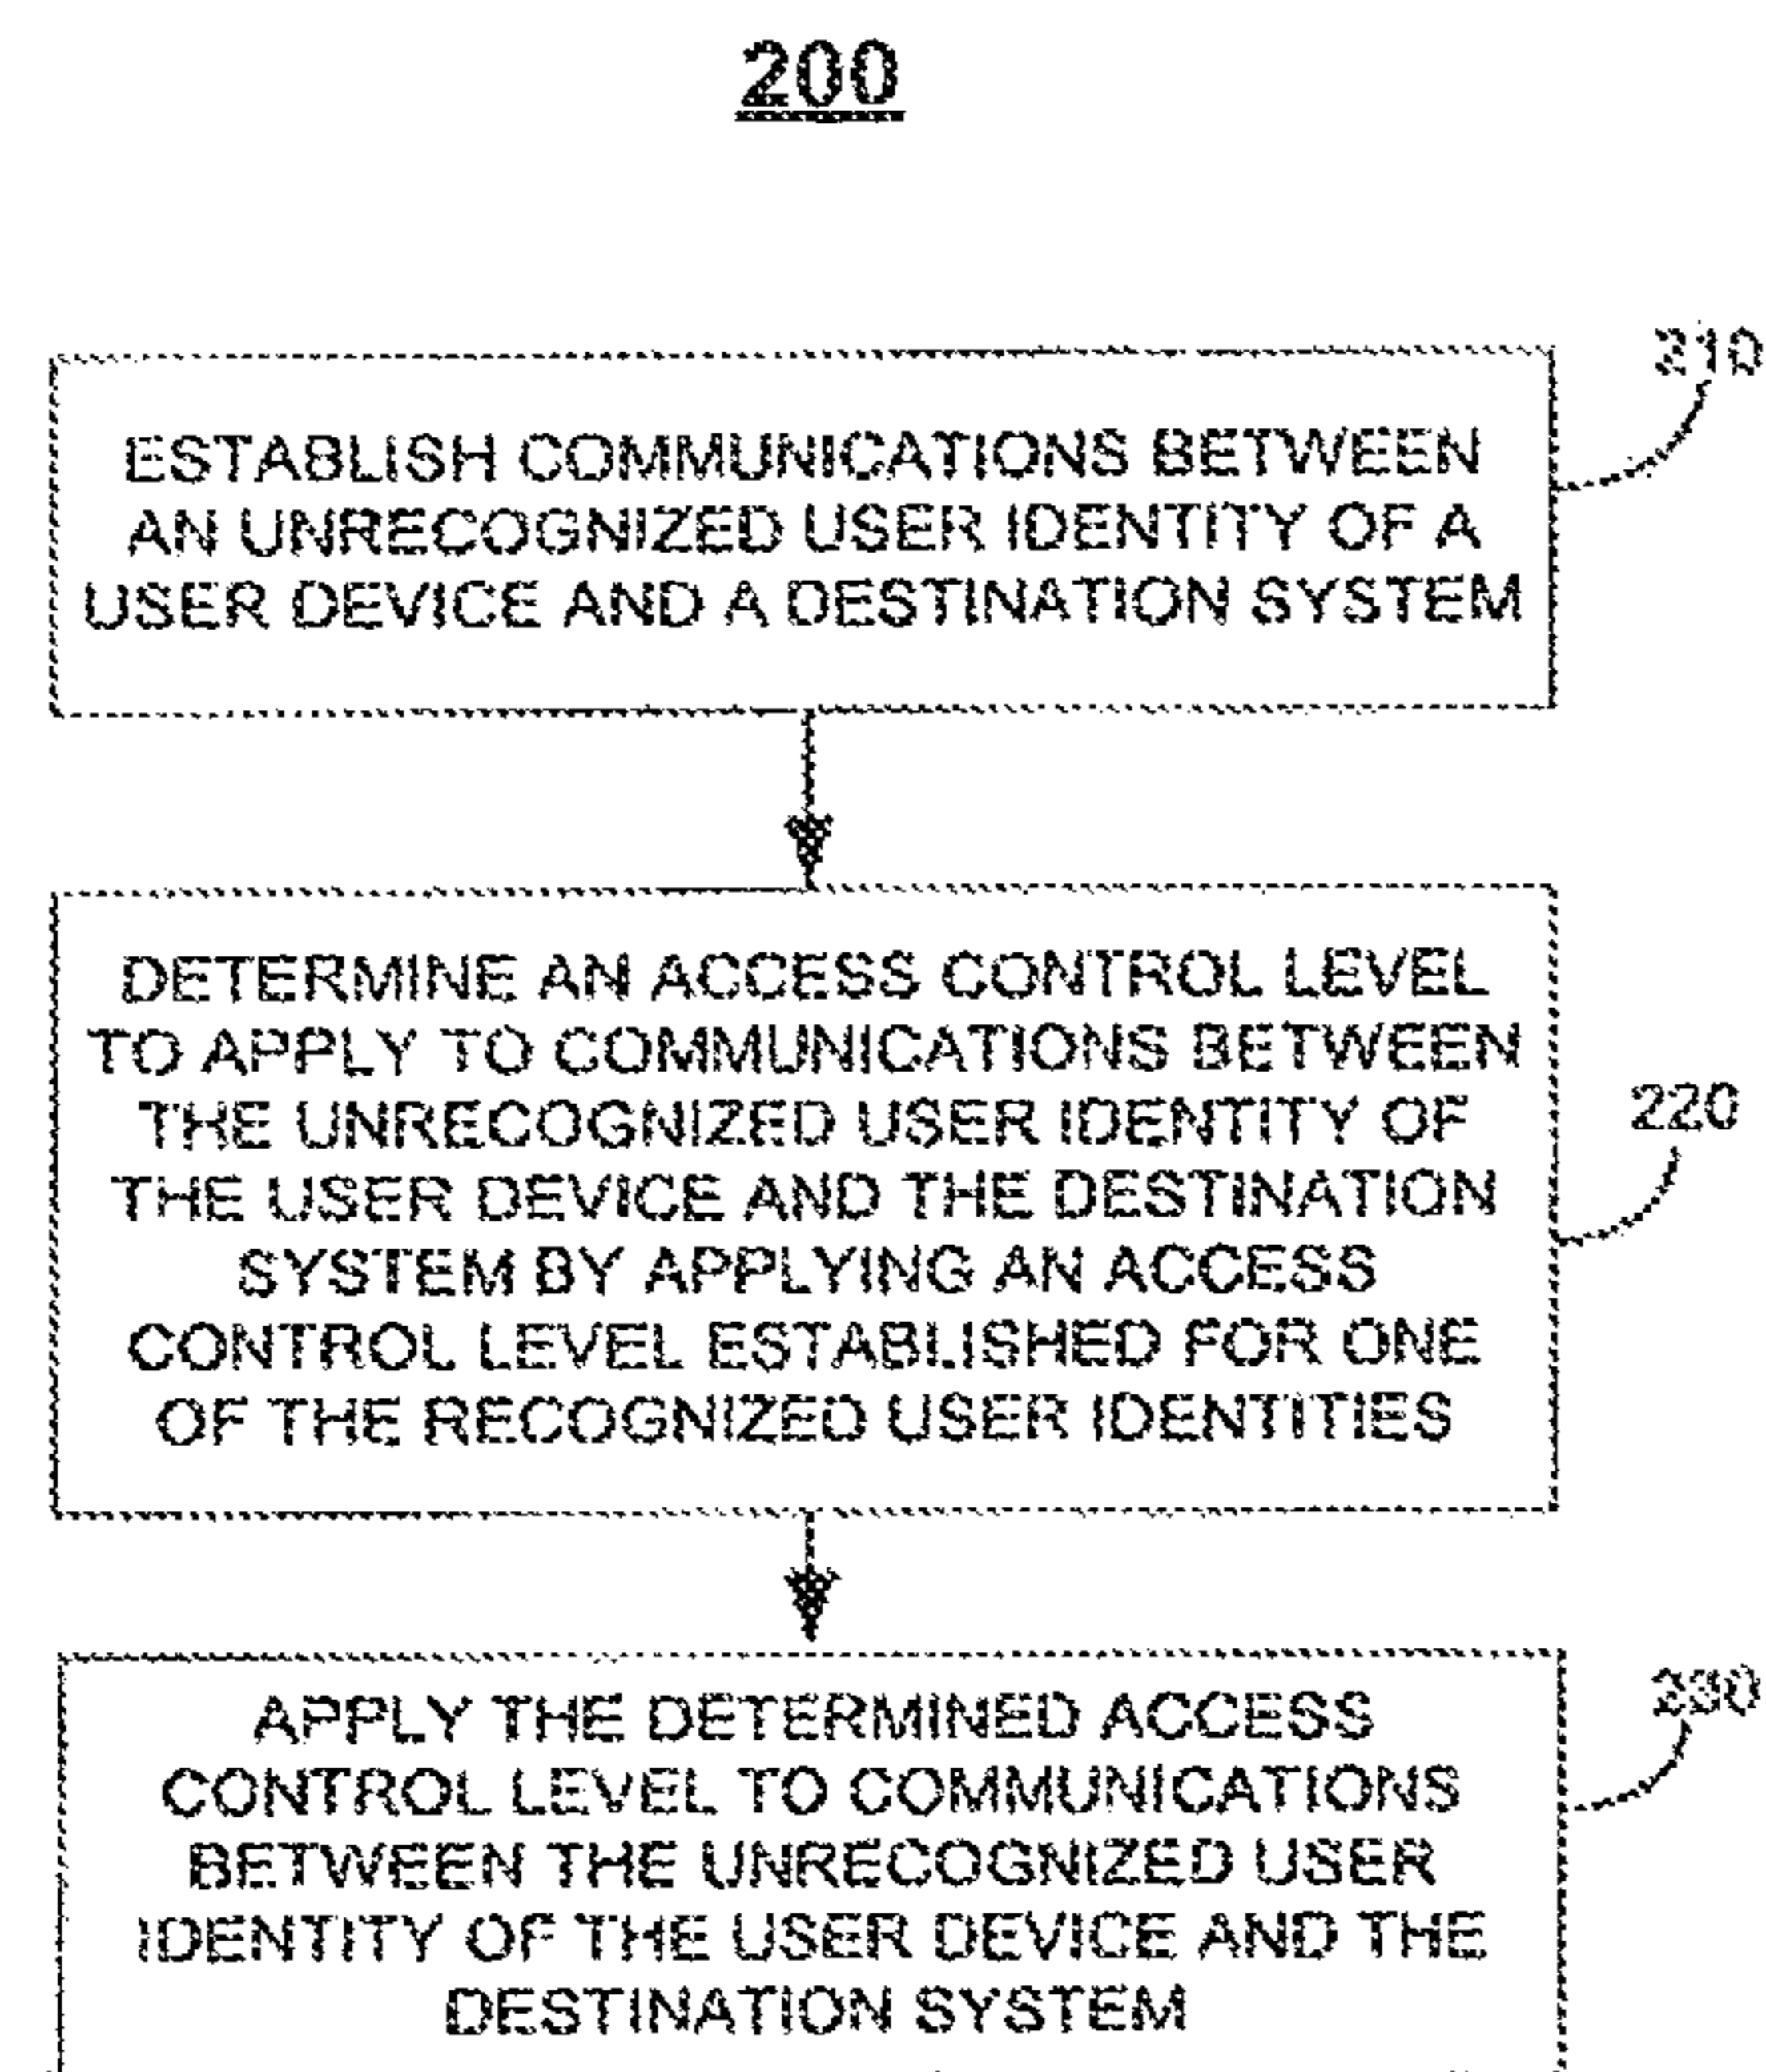 200
210
ESTABLISH COMMUNICATIONS BETWEEN
AN UNRECOGNIZED USER IDENTITY OF A
USER DEVICE AND A DESTINATION SYSTEM
DETERMINE AN ACCESS CONTROL LEVEL
TO APPLY TO COMMUNICATIONS BETWEEN
THE UNRECOGNIZED USER IDENTITY OF
THE USER DEVICE AND THE DESTINATION
SYSTEM BY APPLYING AN ACCESS
CONTROL LEVEL ESTABLISHED FOR ONE
OF THE RECOGNIZED USER IDENTITIES
220
APPLY THE DETERMINED ACCESS
CONTROL LEVEL TO COMMUNICATIONS
BETWEEN THE UNRECOGNIZED USER
IDENTITY OF THE USER DEVICE AND THE
DESTINATION SYSTEM
230